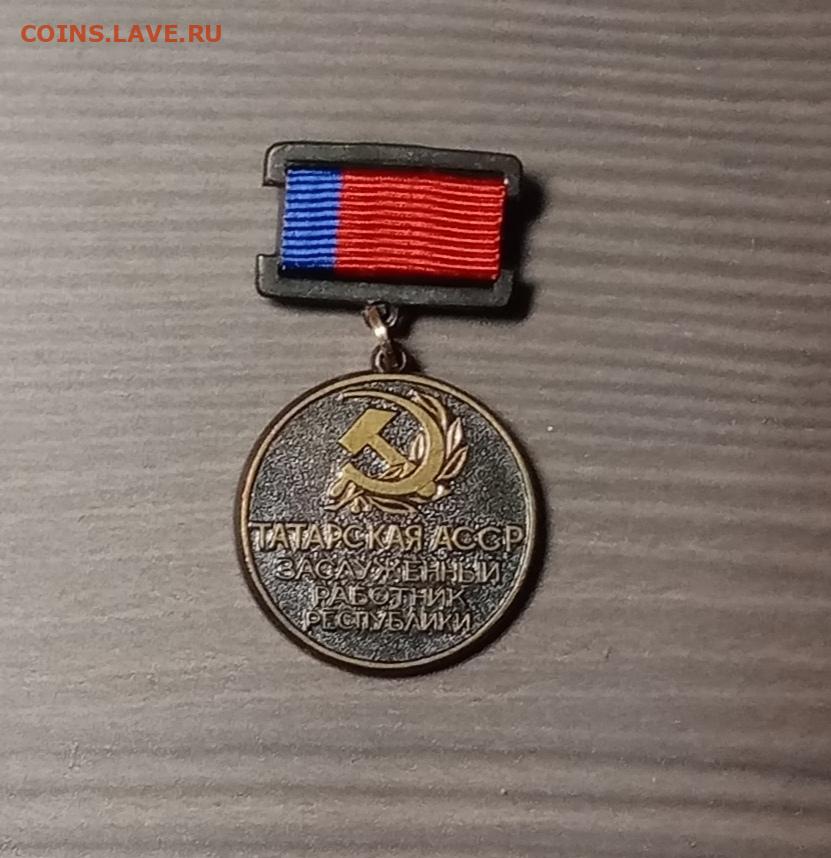 COINS.LAVE.RU
ТАТАРСКАЯ АССР
ЗАСЛУЖЕННЫЙ
РАБОТНИК
РЕСПУБЛИКИ